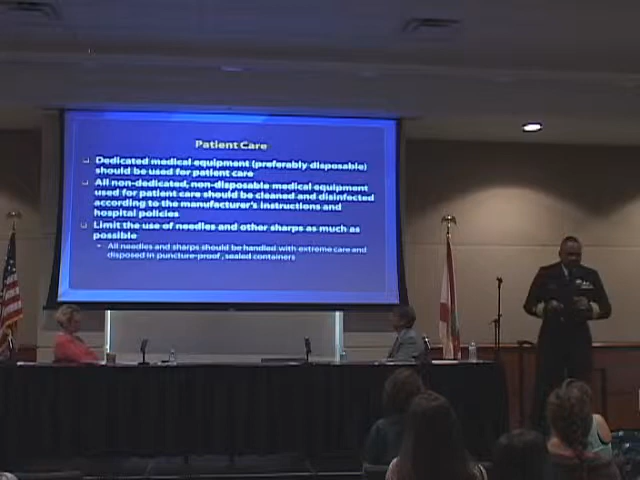 Patient Care
Dedicated medical equipment (preferably disposable)
should be used for patient care
All non-dedicated, non-disposable medical equipment
used for patient care should be cleaned and disinfected
according to the manufacturer's instructions and
hospital policies
Limit the use of needles and other sharps as much as
possible
All needles and sharps should be handled with extreme care and
disposed in puncture-proof, sealed containers